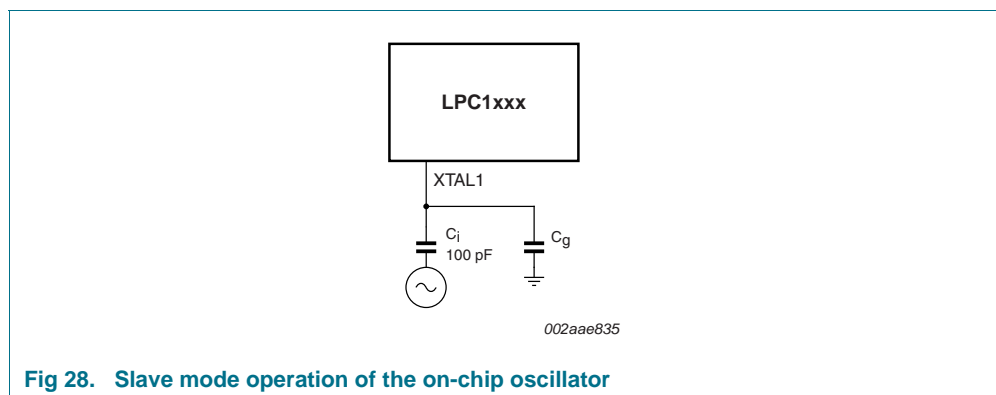 LPC1xxx
XTAL1
Ci
100 pF
Cg
002aae835
Fig 28. Slave mode operation of the on-chip oscillator